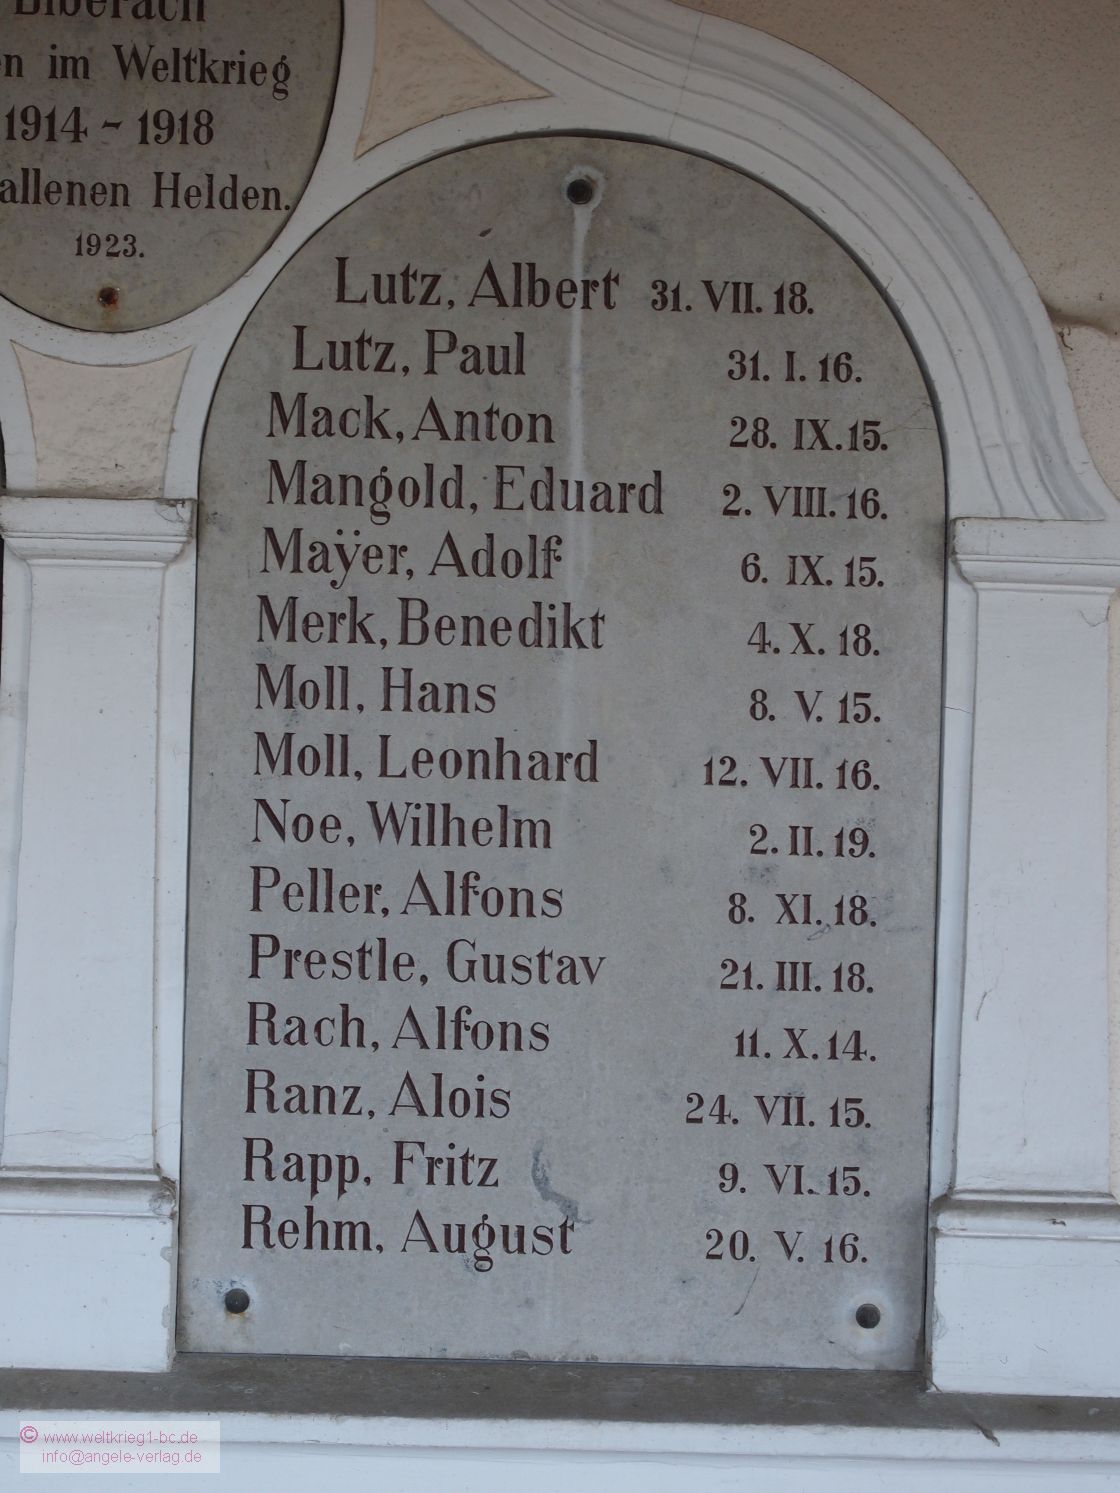 Biberach
im Weltkrieg
1914 - 1918
Helden.
1923.
Lutz, Albert 31. VII. 18.
Lutz, Paul 31. I. 16.
Mack, Anton 28. IX. 15.
Mangold, Eduard 2. VIII. 16.
Maÿer, Adolf 6. IX. 15.
Merk, Benedikt 4. X. 18.
Moll, Hans 8. V. 15.
Moll, Leonhard 12. VII. 16.
Noe, Wilhelm 2. II. 19.
Peller, Alfons 8. XI. 18.
Prestle, Gustav 21. III. 18.
Rach, Alfons 11. X. 14.
Ranz, Alois 24. VII. 15.
Rapp, Fritz 9. VI. 15.
Rehm, August 20. V. 16.
© www.weltkrieg1-bc.de
info@angele-verlag.de